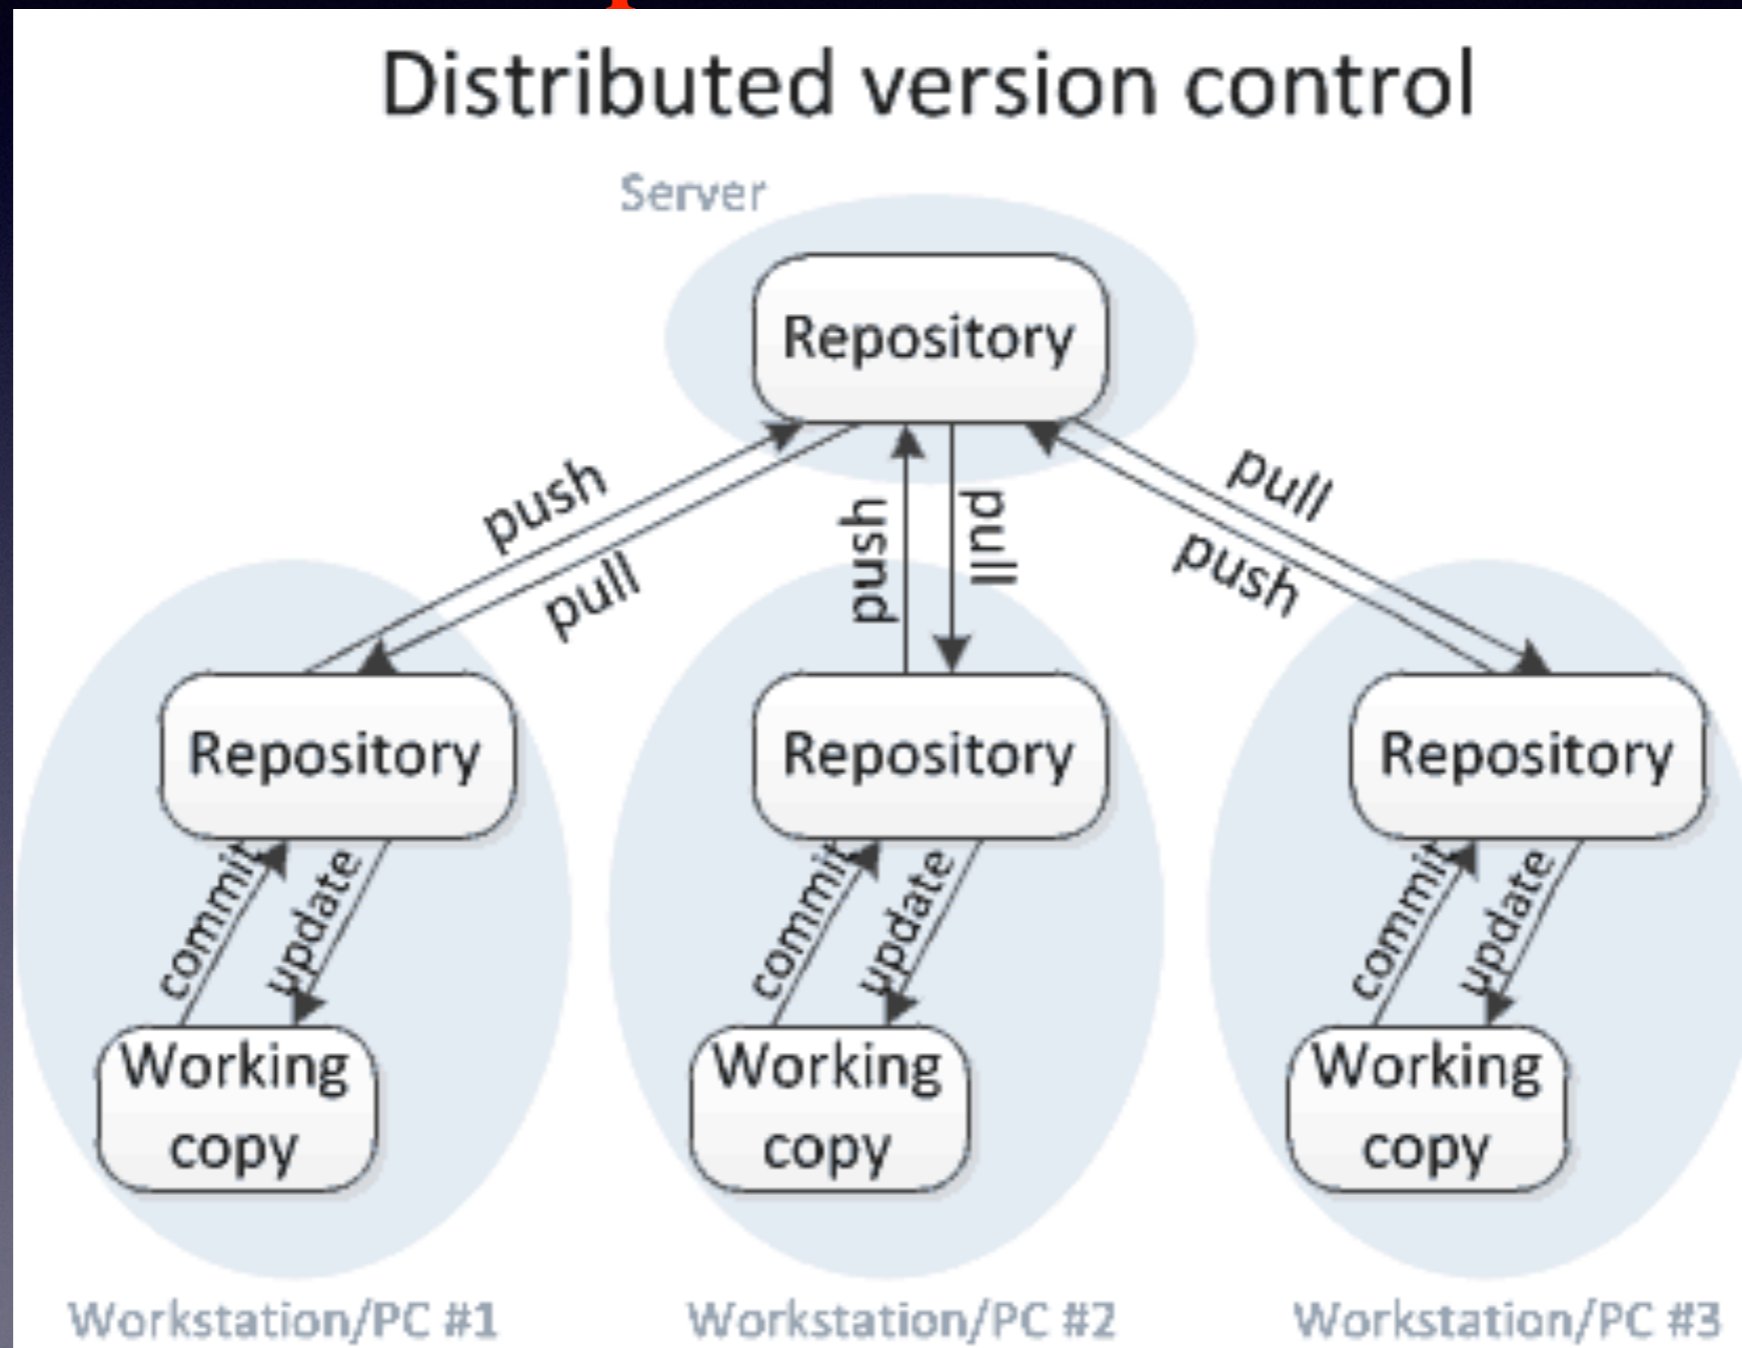 Distributed version control
Server
Repository
push
pull
push
pull
pull
push
Repository
Repository
Repository
commit
update
commit
update
commit
update
Working
copy
Working
copy
Working
copy
Workstation/PC #1
Workstation/PC #2
Workstation/PC #3